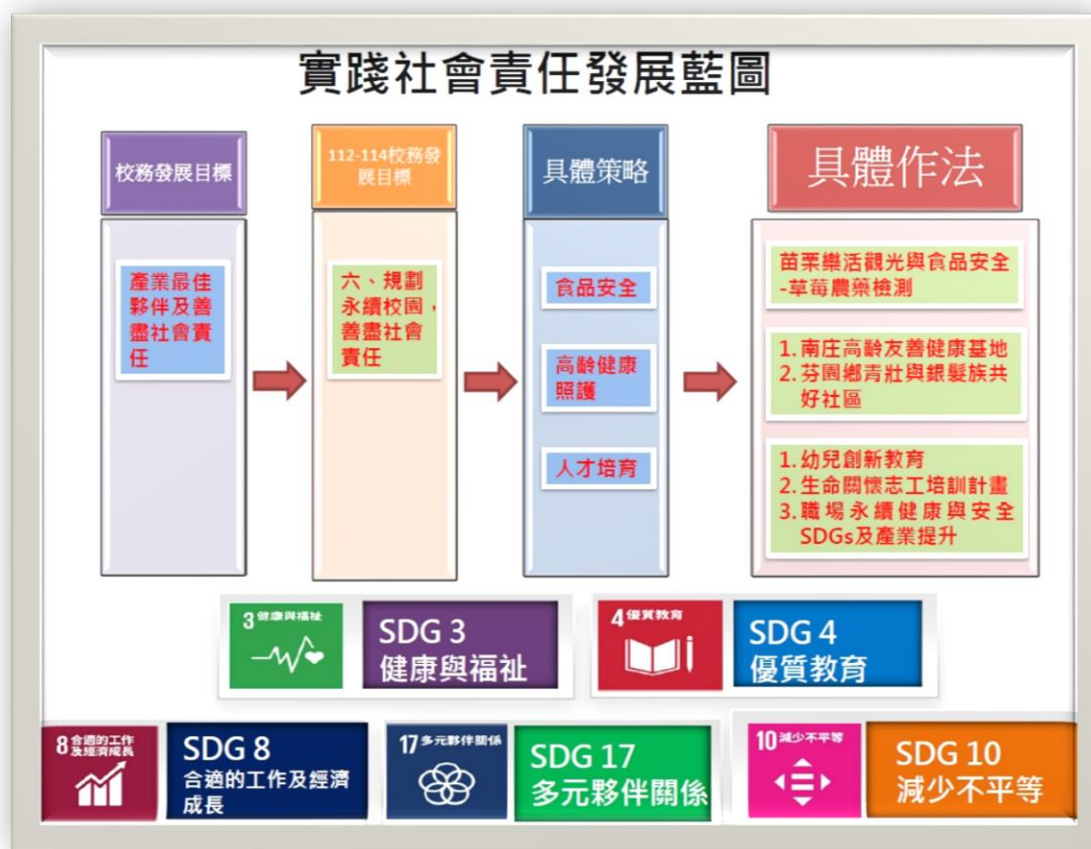 實踐社會責任發展藍圖
校務發展目標
112-114校務發
展目標
具體策略
具體作法
產業最佳
夥伴及善
盡社會責
任
六、規劃
永續校園，
善盡社會
責任
食品安全
高齡健康
照護
人才培育
苗栗樂活觀光與食品安全
-草莓農藥檢測
1. 南庄高齡友善健康基地
2. 芬園鄉青壯與銀髮族共
好社區
1. 幼兒創新教育
2. 生命關懷志工培訓計畫
3. 職場永續健康與安全
SDGs及產業提升
3 健康與福祉
SDG 3
健康與福祉
4 優質教育
SDG 4
優質教育
8 合適的工作
及經濟成長
SDG 8
合適的工作及經濟
成長
17 多元夥伴關係
SDG 17
多元夥伴關係
10 減少不平等
SDG 10
減少不平等